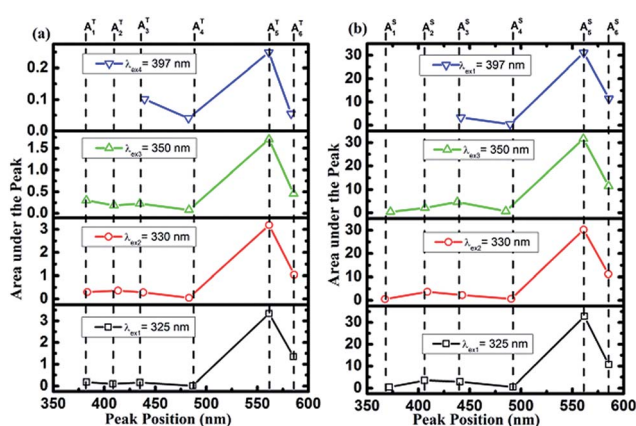 (a)
A₁ᵀ A₂ᵀ A₃ᵀ A₄ᵀ A₅ᵀ A₆ᵀ
Area under the Peak
0.2
0.1
0.0
λex4= 397 nm
1.5
1.0
0.5
0.0
λex3= 350 nm
3
2
1
0
λex2= 330 nm
3
2
1
0
λex1= 325 nm
350 400 450 500 550 600
Peak Position (nm)
(b)
A₁ˢ A₂ˢ A₃ˢ A₄ˢ A₅ˢ A₆ˢ
Area under the Peak
30
20
10
0
λex1= 397 nm
30
20
10
0
λex3= 350 nm
30
20
10
0
λex2= 330 nm
30
20
10
0
λex1= 325 nm
350 400 450 500 550 600
Peak Position (nm)